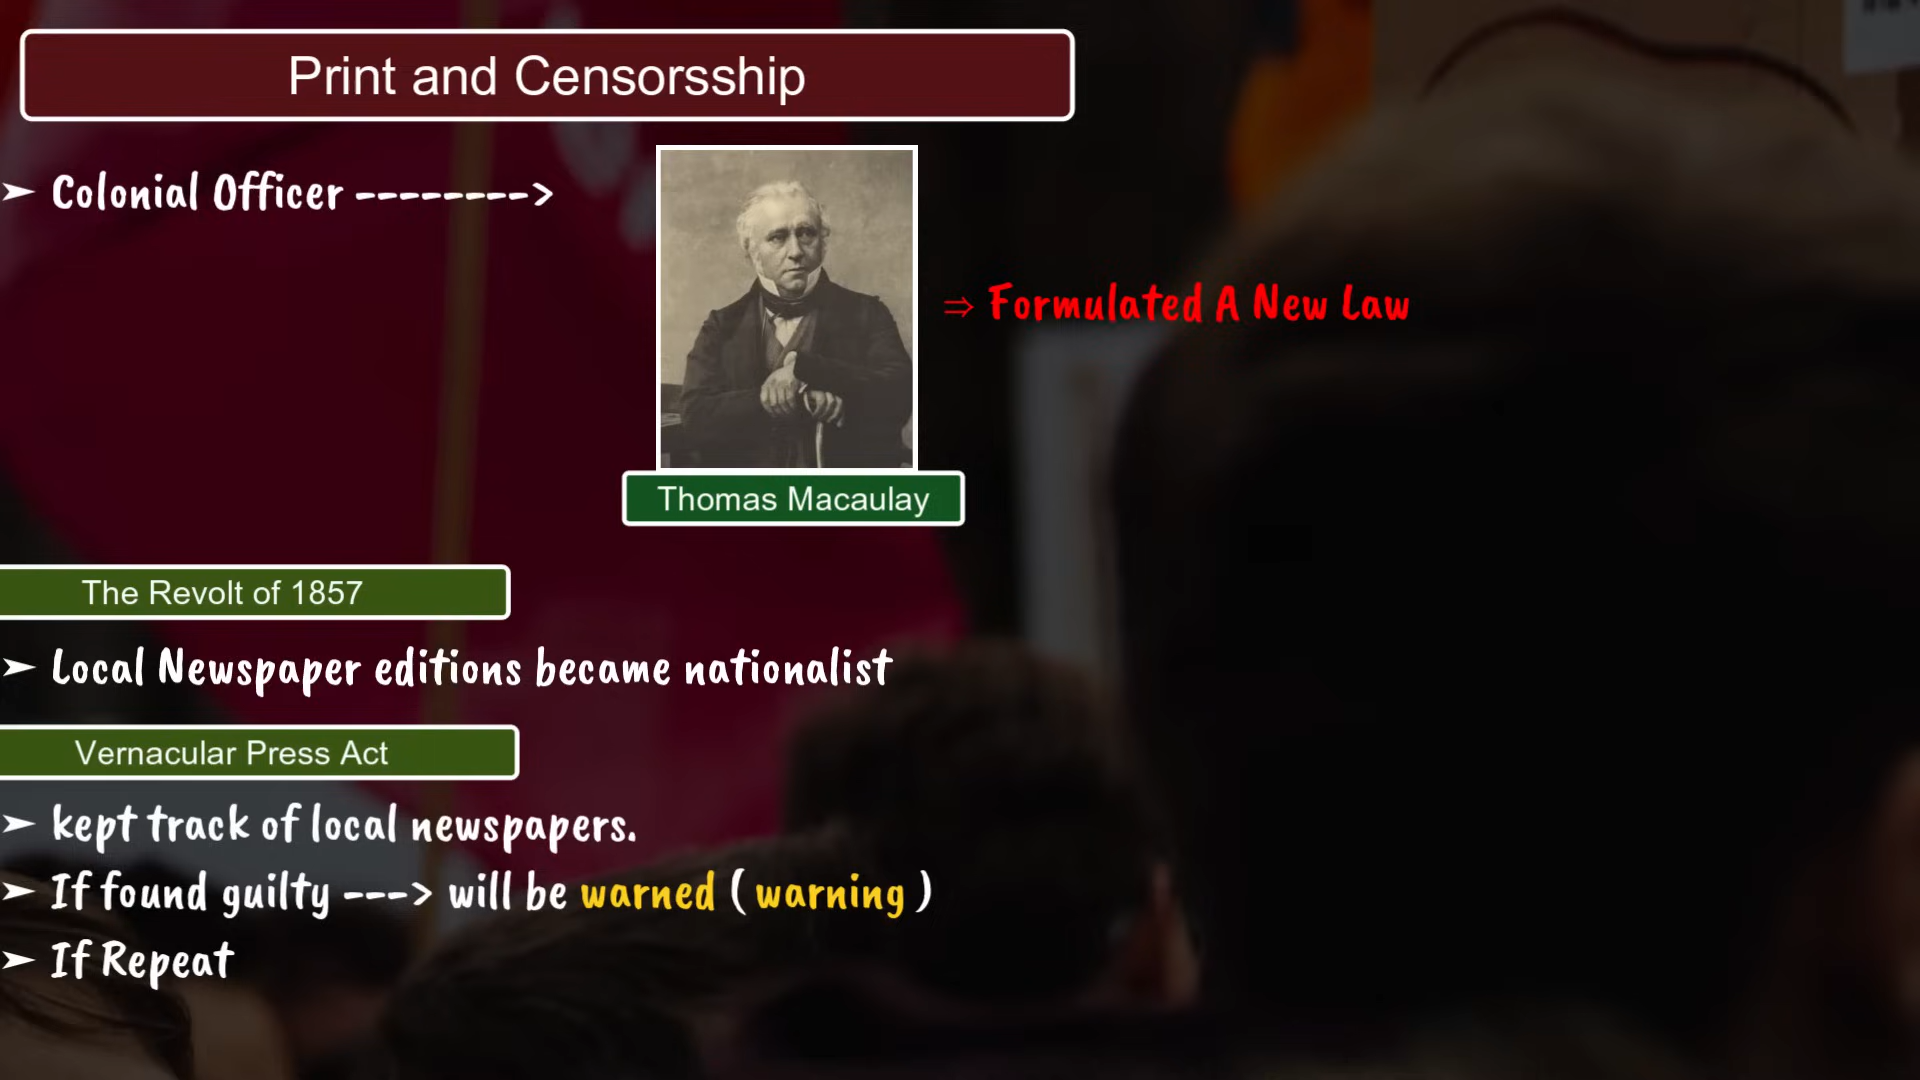 Print and Censorsship
➤ Colonial Officer -------->
⇒ Formulated A New Law
Thomas Macaulay
The Revolt of 1857
➤ Local Newspaper editions became nationalist
Vernacular Press Act
➤ kept track of local newspapers.
➤ If found guilty ---> will be warned ( warning )
➤ If Repeat